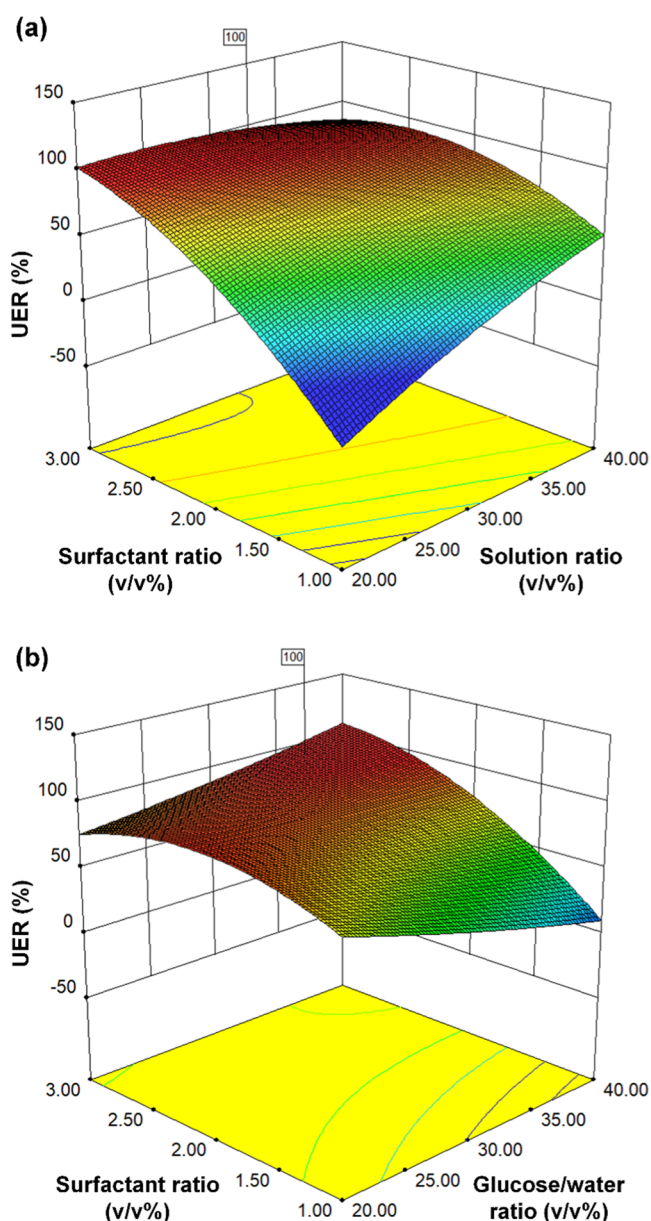 (a)
100
150
100
50
0
-50
UER (%)
3.00
2.50
2.00
1.50
1.00
20.00
25.00
30.00
35.00
40.00
Surfactant ratio
(v/v%)
Solution ratio
(v/v%)
(b)
100
150
100
50
0
-50
UER (%)
3.00
2.50
2.00
1.50
1.00
20.00
25.00
30.00
35.00
40.00
Surfactant ratio
(v/v%)
Glucose/water
ratio (v/v%)